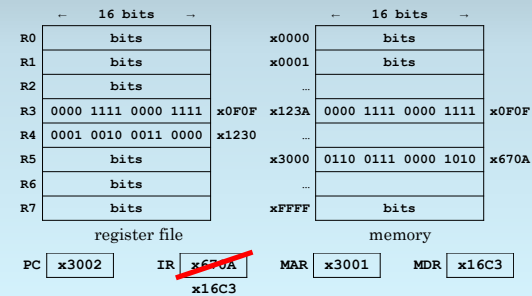 ← 16 bits → ← 16 bits →
R0 bits x0000 bits
R1 bits x0001 bits
R2 bits …
R3 0000 1111 0000 1111 x0F0F x123A 0000 1111 0000 1111 x0F0F
R4 0001 0010 0011 0000 x1230 …
R5 bits x3000 0110 0111 0000 1010 x670A
R6 bits …
R7 bits xFFFF bits
register file memory
PC x3002 IR x670A MAR x3001 MDR x16C3
x16C3